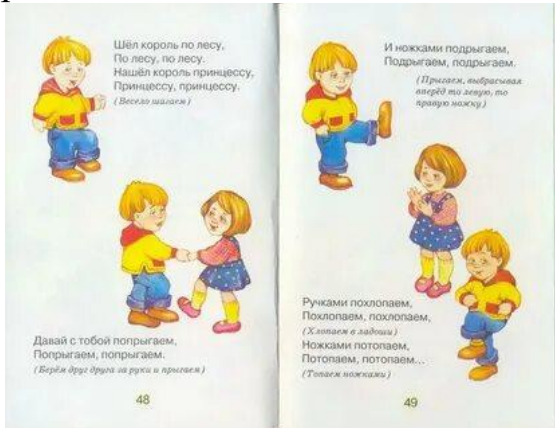 Шёл король по лесу,
По лесу, по лесу.
Нашёл король принцессу,
Принцессу, принцессу.
(Весело шагаем)
Давай с тобой попрыгаем,
Попрыгаем, попрыгаем.
(Берём друг друга за руки и прыгаем)
48
И ножками подрыгаем,
Подрыгаем, подрыгаем.
(Прыгаем, выбрасывая
вперёд то левую, то
правую ножку)
Ручками похлопаем,
Похлопаем, похлопаем,
(Хлопаем в ладоши)
Ножками потопаем,
Потопаем, потопаем...
(Топаем ножками)
49